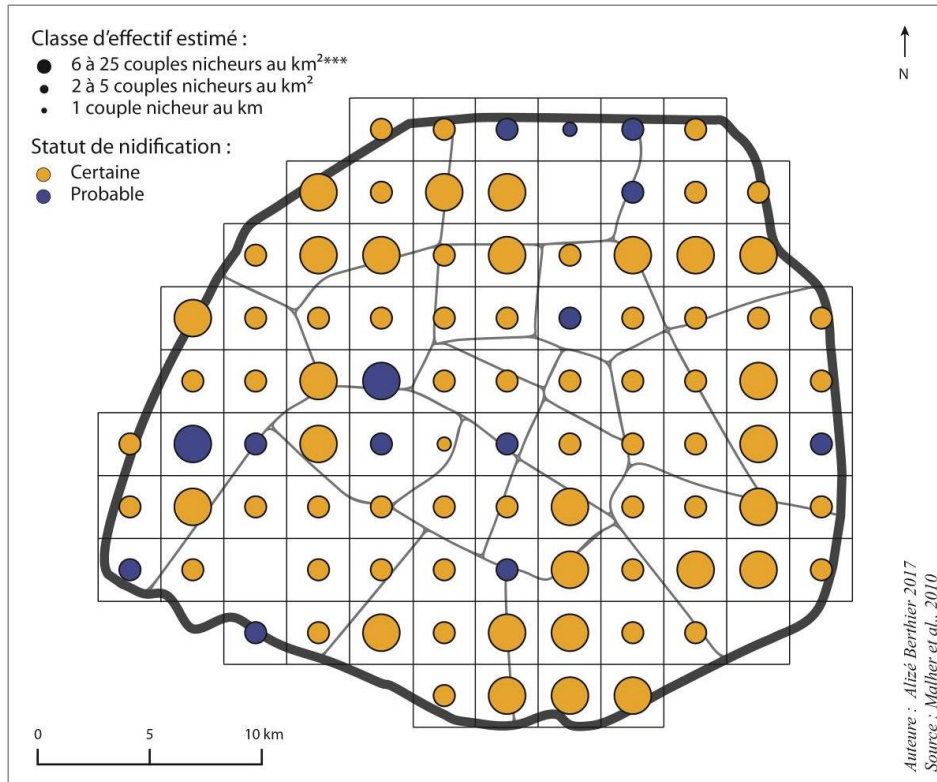 Classe d'effectif estimé :
6 à 25 couples nicheurs au km²***
2 à 5 couples nicheurs au km²
1 couple nicheur au km
Statut de nidification :
Certaine
Probable
N
0 5 10 km
Auteure : Alizé Berthier 2017
Source : Malher et al., 2010